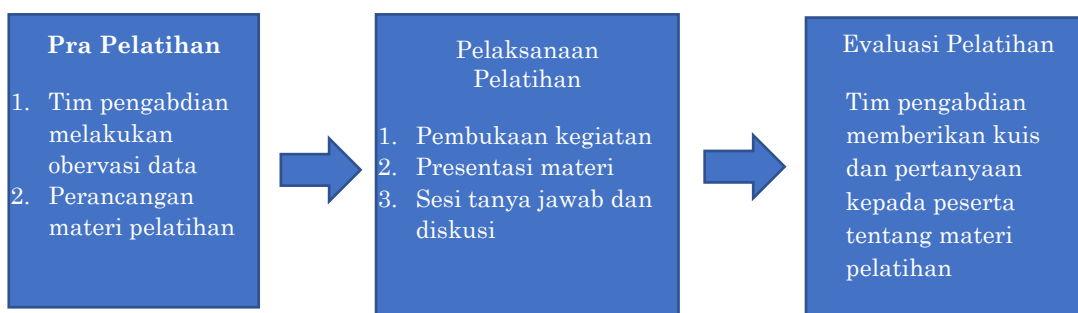 Pra Pelatihan
1. Tim pengabdian
melakukan
obervasi data
2. Perancangan
materi pelatihan
Pelaksanaan
Pelatihan
1. Pembukaan kegiatan
2. Presentasi materi
3. Sesi tanya jawab dan
diskusi
Evaluasi Pelatihan
Tim pengabdian
memberikan kuis
dan pertanyaan
kepada peserta
tentang materi
pelatihan